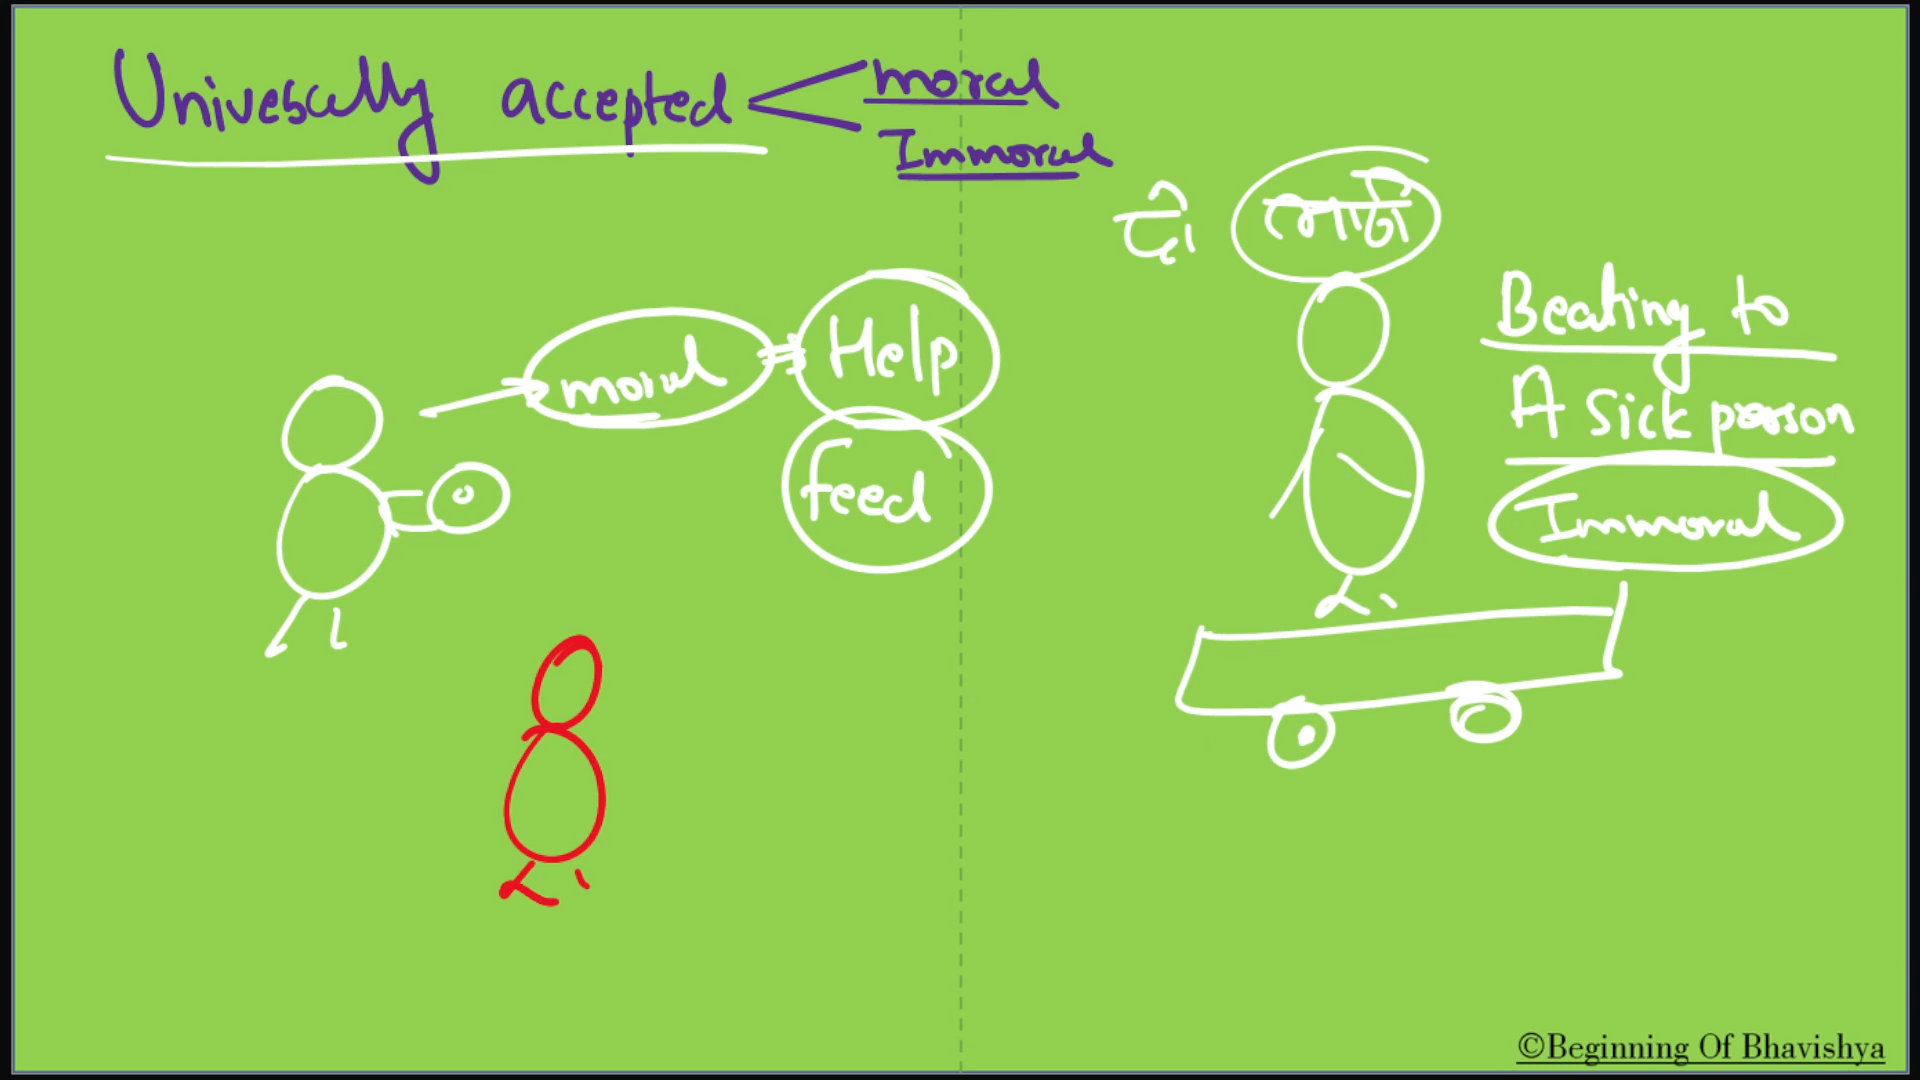 Univesally accepted
moral
Immoral
moral
Help
feed
दो
लाठी
Beating to
A sick person
Immoral
©Beginning Of Bhavishya